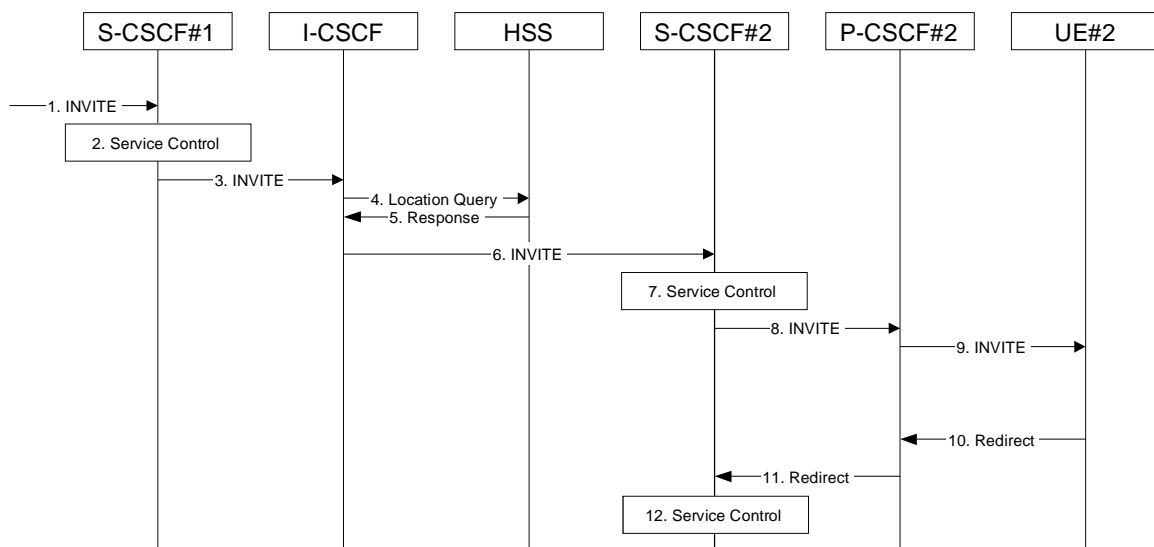 S-CSCF#1
I-CSCF
HSS
S-CSCF#2
P-CSCF#2
UE#2
1. INVITE
2. Service Control
3. INVITE
4. Location Query
5. Response
6. INVITE
7. Service Control
8. INVITE
9. INVITE
10. Redirect
11. Redirect
12. Service Control